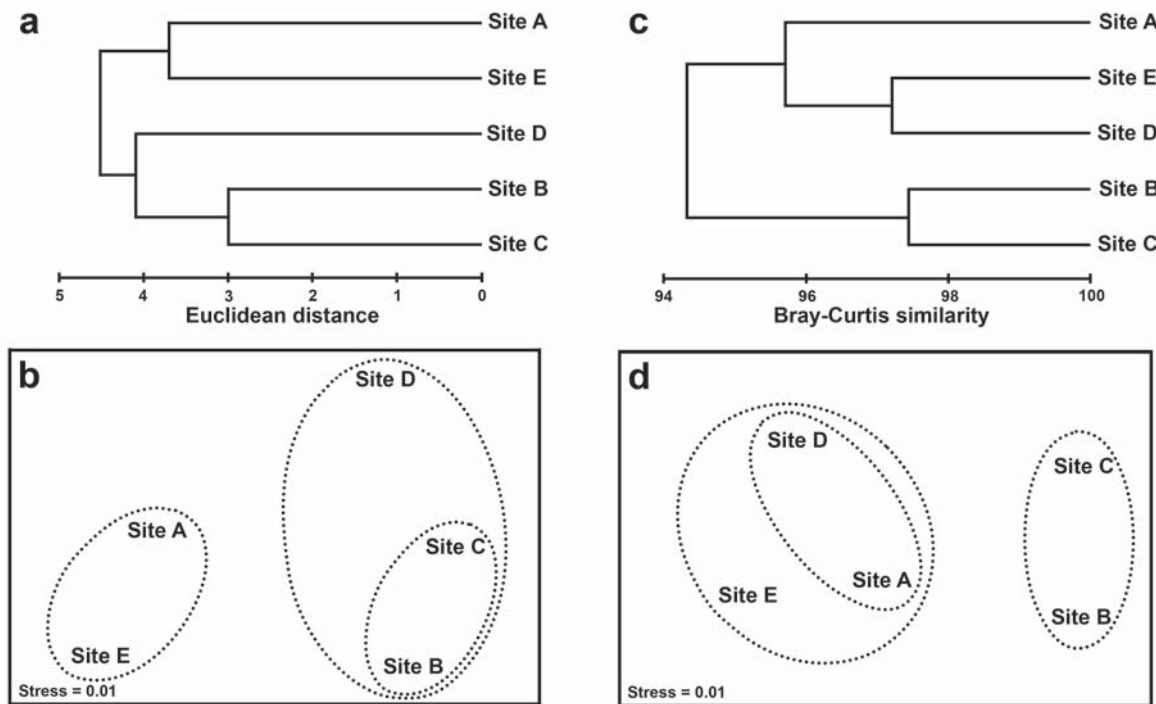 a
Site A
Site E
Site D
Site B
Site C
5 4 3 2 1 0
Euclidean distance
c
Site A
Site E
Site D
Site B
Site C
94 96 98 100
Bray-Curtis similarity
b
Site D
Site A
Site C
Site E
Site B
Stress = 0.01
d
Site D
Site C
Site A
Site E
Site B
Stress = 0.01